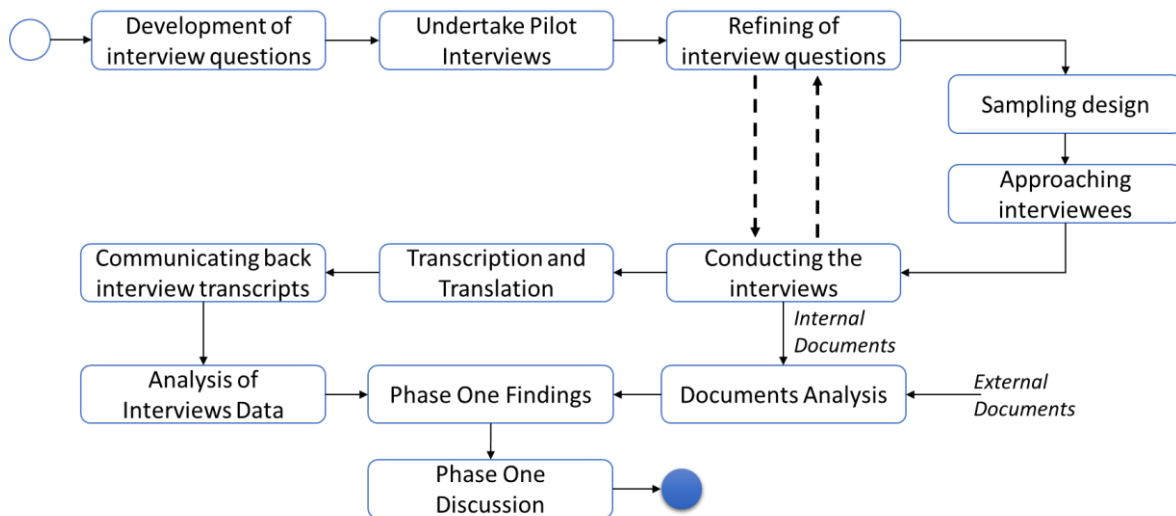 Development of
interview questions
Undertake Pilot
Interviews
Refining of
interview questions
Sampling design
Approaching
interviewees
Communicating back
interview transcripts
Transcription and
Translation
Conducting the
interviews
Internal
Documents
Analysis of
Interviews Data
Phase One Findings
Documents Analysis
External
Documents
Phase One
Discussion